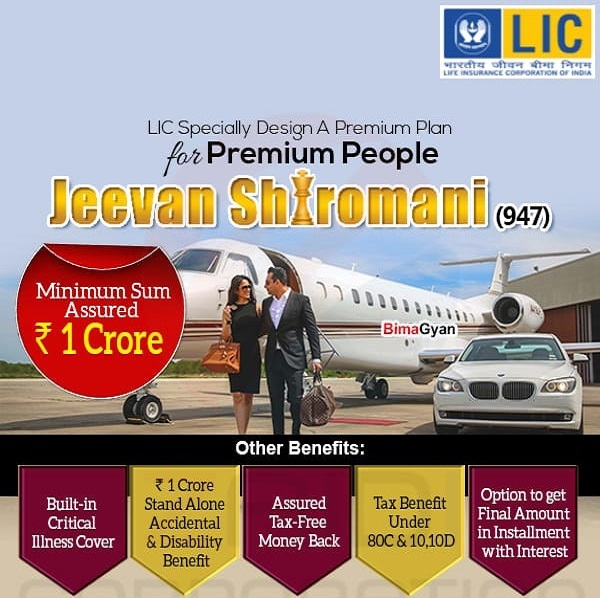 LIC
भारतीय जीवन बीमा निगम
LIFE INSURANCE CORPORATION OF INDIA
LIC Specially Design A Premium Plan
for Premium People
Jeevan Shiromani (947)
Minimum Sum
Assured
₹ 1 Crore
BimaGyan
Other Benefits:
Built-in
Critical
Illness Cover
₹ 1 Crore
Stand Alone
Accidental
& Disability
Benefit
Assured
Tax-Free
Money Back
Tax Benefit
Under
80C & 10,10D
Option to get
Final Amount
in Installment
with Interest